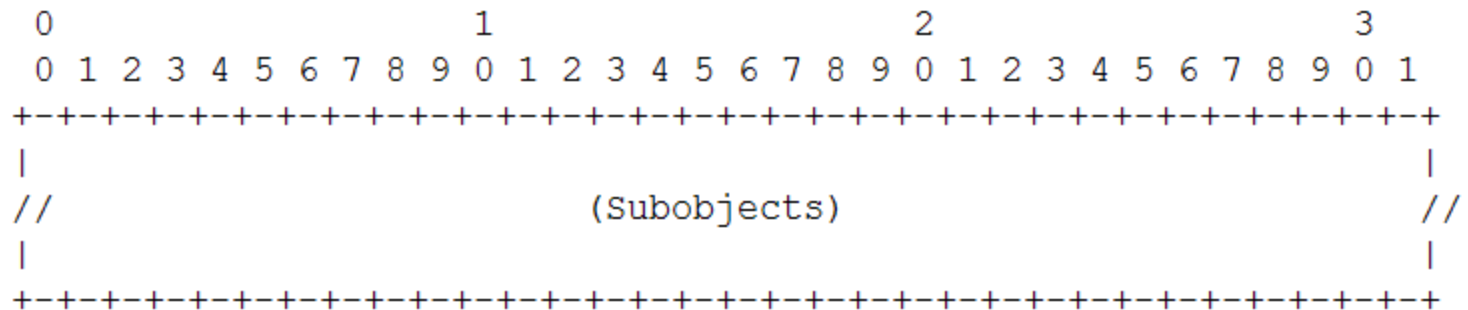 0                   1                   2                   3
 0 1 2 3 4 5 6 7 8 9 0 1 2 3 4 5 6 7 8 9 0 1 2 3 4 5 6 7 8 9 0 1
+-+-+-+-+-+-+-+-+-+-+-+-+-+-+-+-+-+-+-+-+-+-+-+-+-+-+-+-+-+-+-+-+
|                                                               |
//                        (Subobjects)                          //
|                                                               |
+-+-+-+-+-+-+-+-+-+-+-+-+-+-+-+-+-+-+-+-+-+-+-+-+-+-+-+-+-+-+-+-+